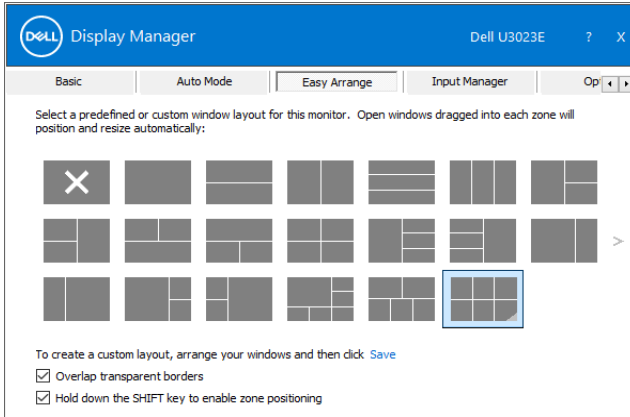 DELL Display Manager Dell U3023E ? X
Basic Auto Mode Easy Arrange Input Manager
Select a predefined or custom window layout for this monitor. Open windows dragged into each zone will
position and resize automatically:
>
To create a custom layout, arrange your windows and then click Save
Overlap transparent borders
Hold down the SHIFT key to enable zone positioning